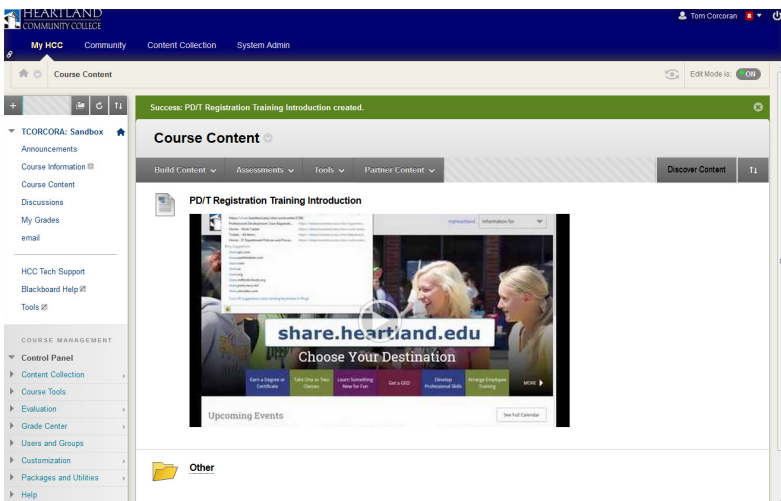 HEARTLAND
COMMUNITY COLLEGE
Tom Corcoran 8
My HCC Community Content Collection System Admin
Course Content
Edit Mode is: ON
Success: PD/T Registration Training Introduction created.
TCORCORA: Sandbox
Announcements
Course Information
Course Content
Discussions
My Grades
email
HCC Tech Support
Blackboard Help
Tools
COURSE MANAGEMENT
Control Panel
Content Collection
Course Tools
Evaluation
Grade Center
Users and Groups
Customization
Packages and Utilities
Help
Course Content
Build Content Assessments Tools Partner Content Discover Content
PD/T Registration Training Introduction
myHeartland Information for
share.heartland.edu
Choose Your Destination
Earn a Degree or Certificate
Take One or Two Classes
Learn Something New for Fun
Get a GED
Develop Professional Skills
Arrange Employee Training
MORE
Upcoming Events
See Full Calendar
Other